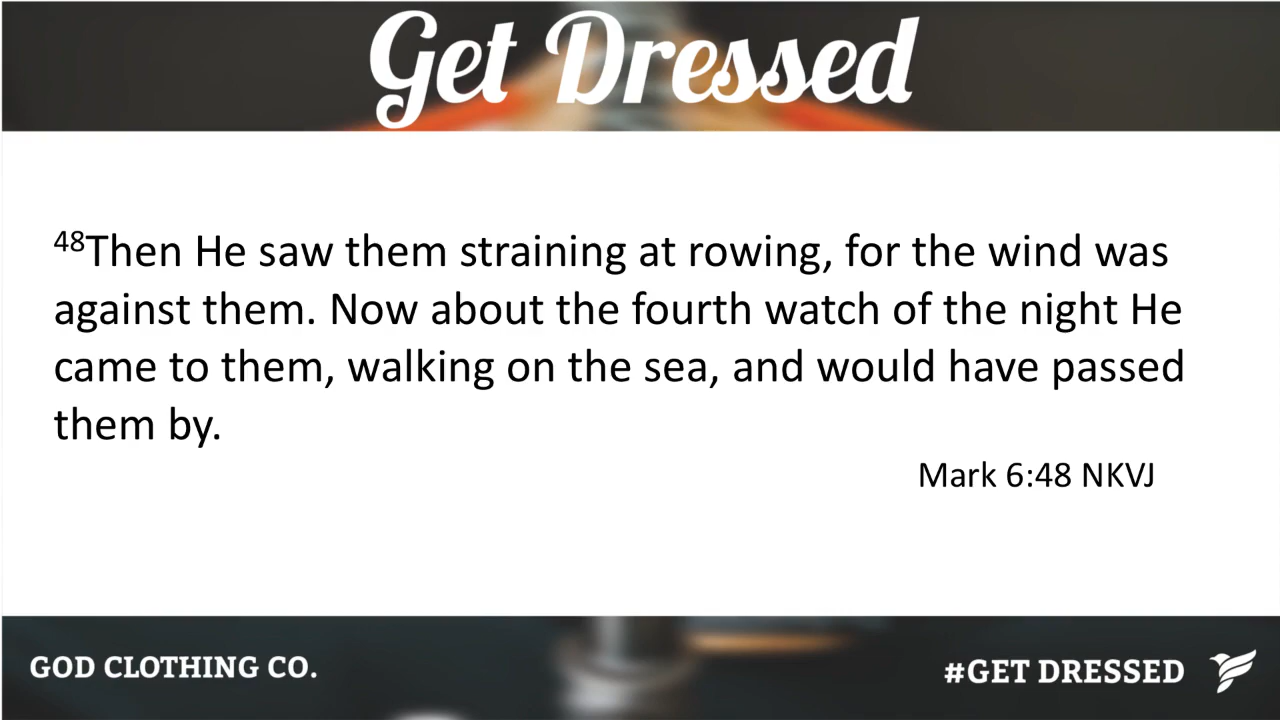 Get Dressed
48Then He saw them straining at rowing, for the wind was
against them. Now about the fourth watch of the night He
came to them, walking on the sea, and would have passed
them by.
Mark 6:48 NKVJ
GOD CLOTHING CO.
#GET DRESSED